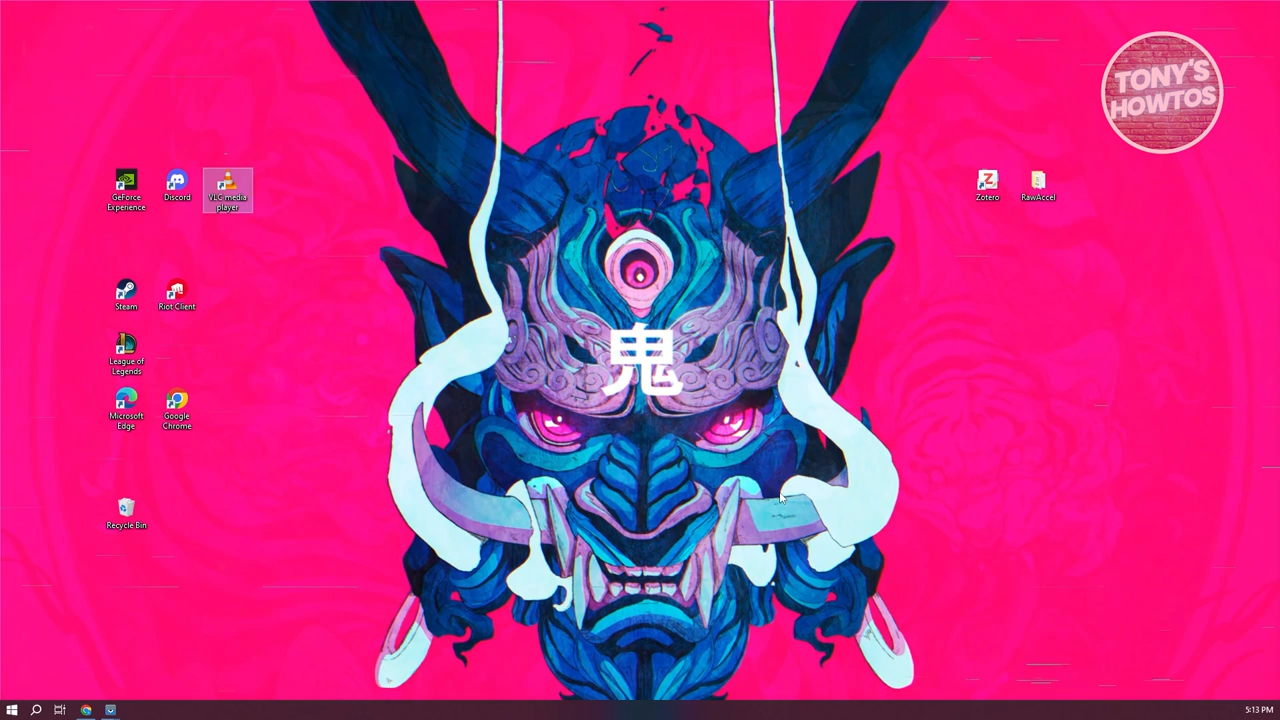 TONY'S
HOWTOS
GeForce
Experience
Discord
VLC media
player
Zotero
RawAccel
Steam
Riot Client
鬼
League of
Legends
Microsoft
Edge
Google
Chrome
Recycle Bin
5:13 PM